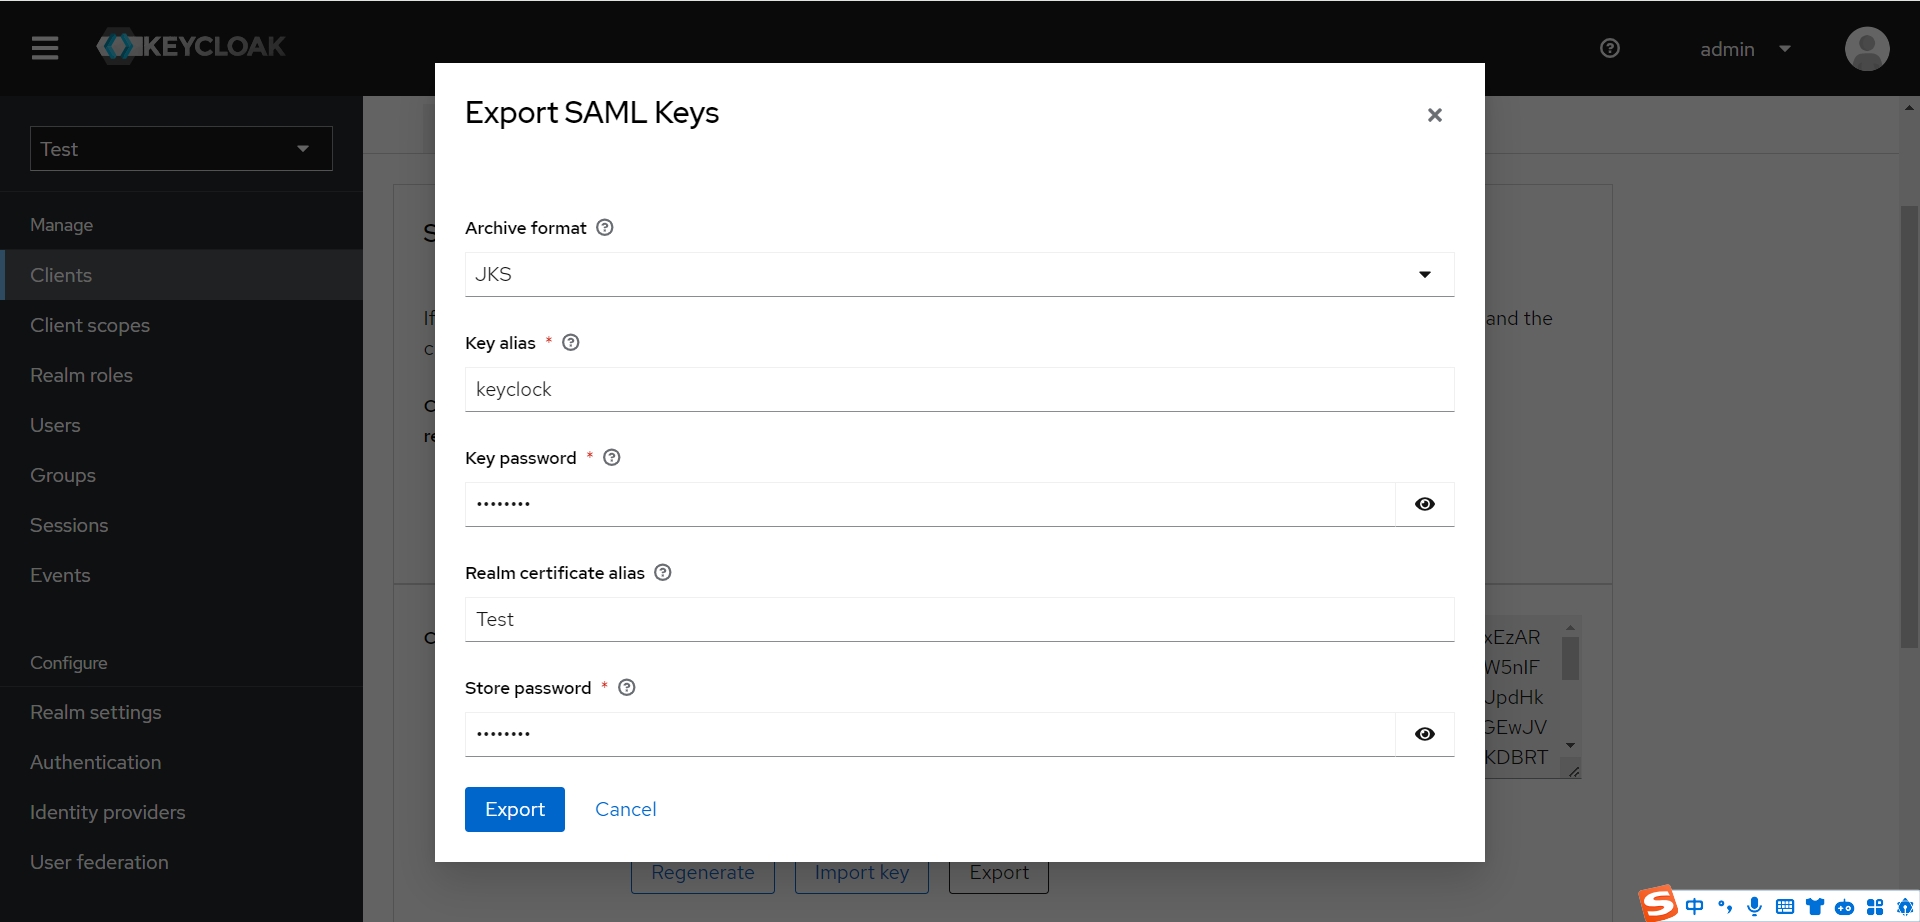 KEYCLOAK
admin
Test
Manage
Clients
Client scopes
Realm roles
Users
Groups
Sessions
Events
Configure
Realm settings
Authentication
Identity providers
User federation
Export SAML Keys
Archive format
JKS
Key alias *
keyclock
Key password *
••••••••
Realm certificate alias
Test
Store password *
••••••••
Export Cancel
and the
xEzAR
W5nIF
JpdHk
GEwJV
KDBRT
Regenerate Import key Export
中